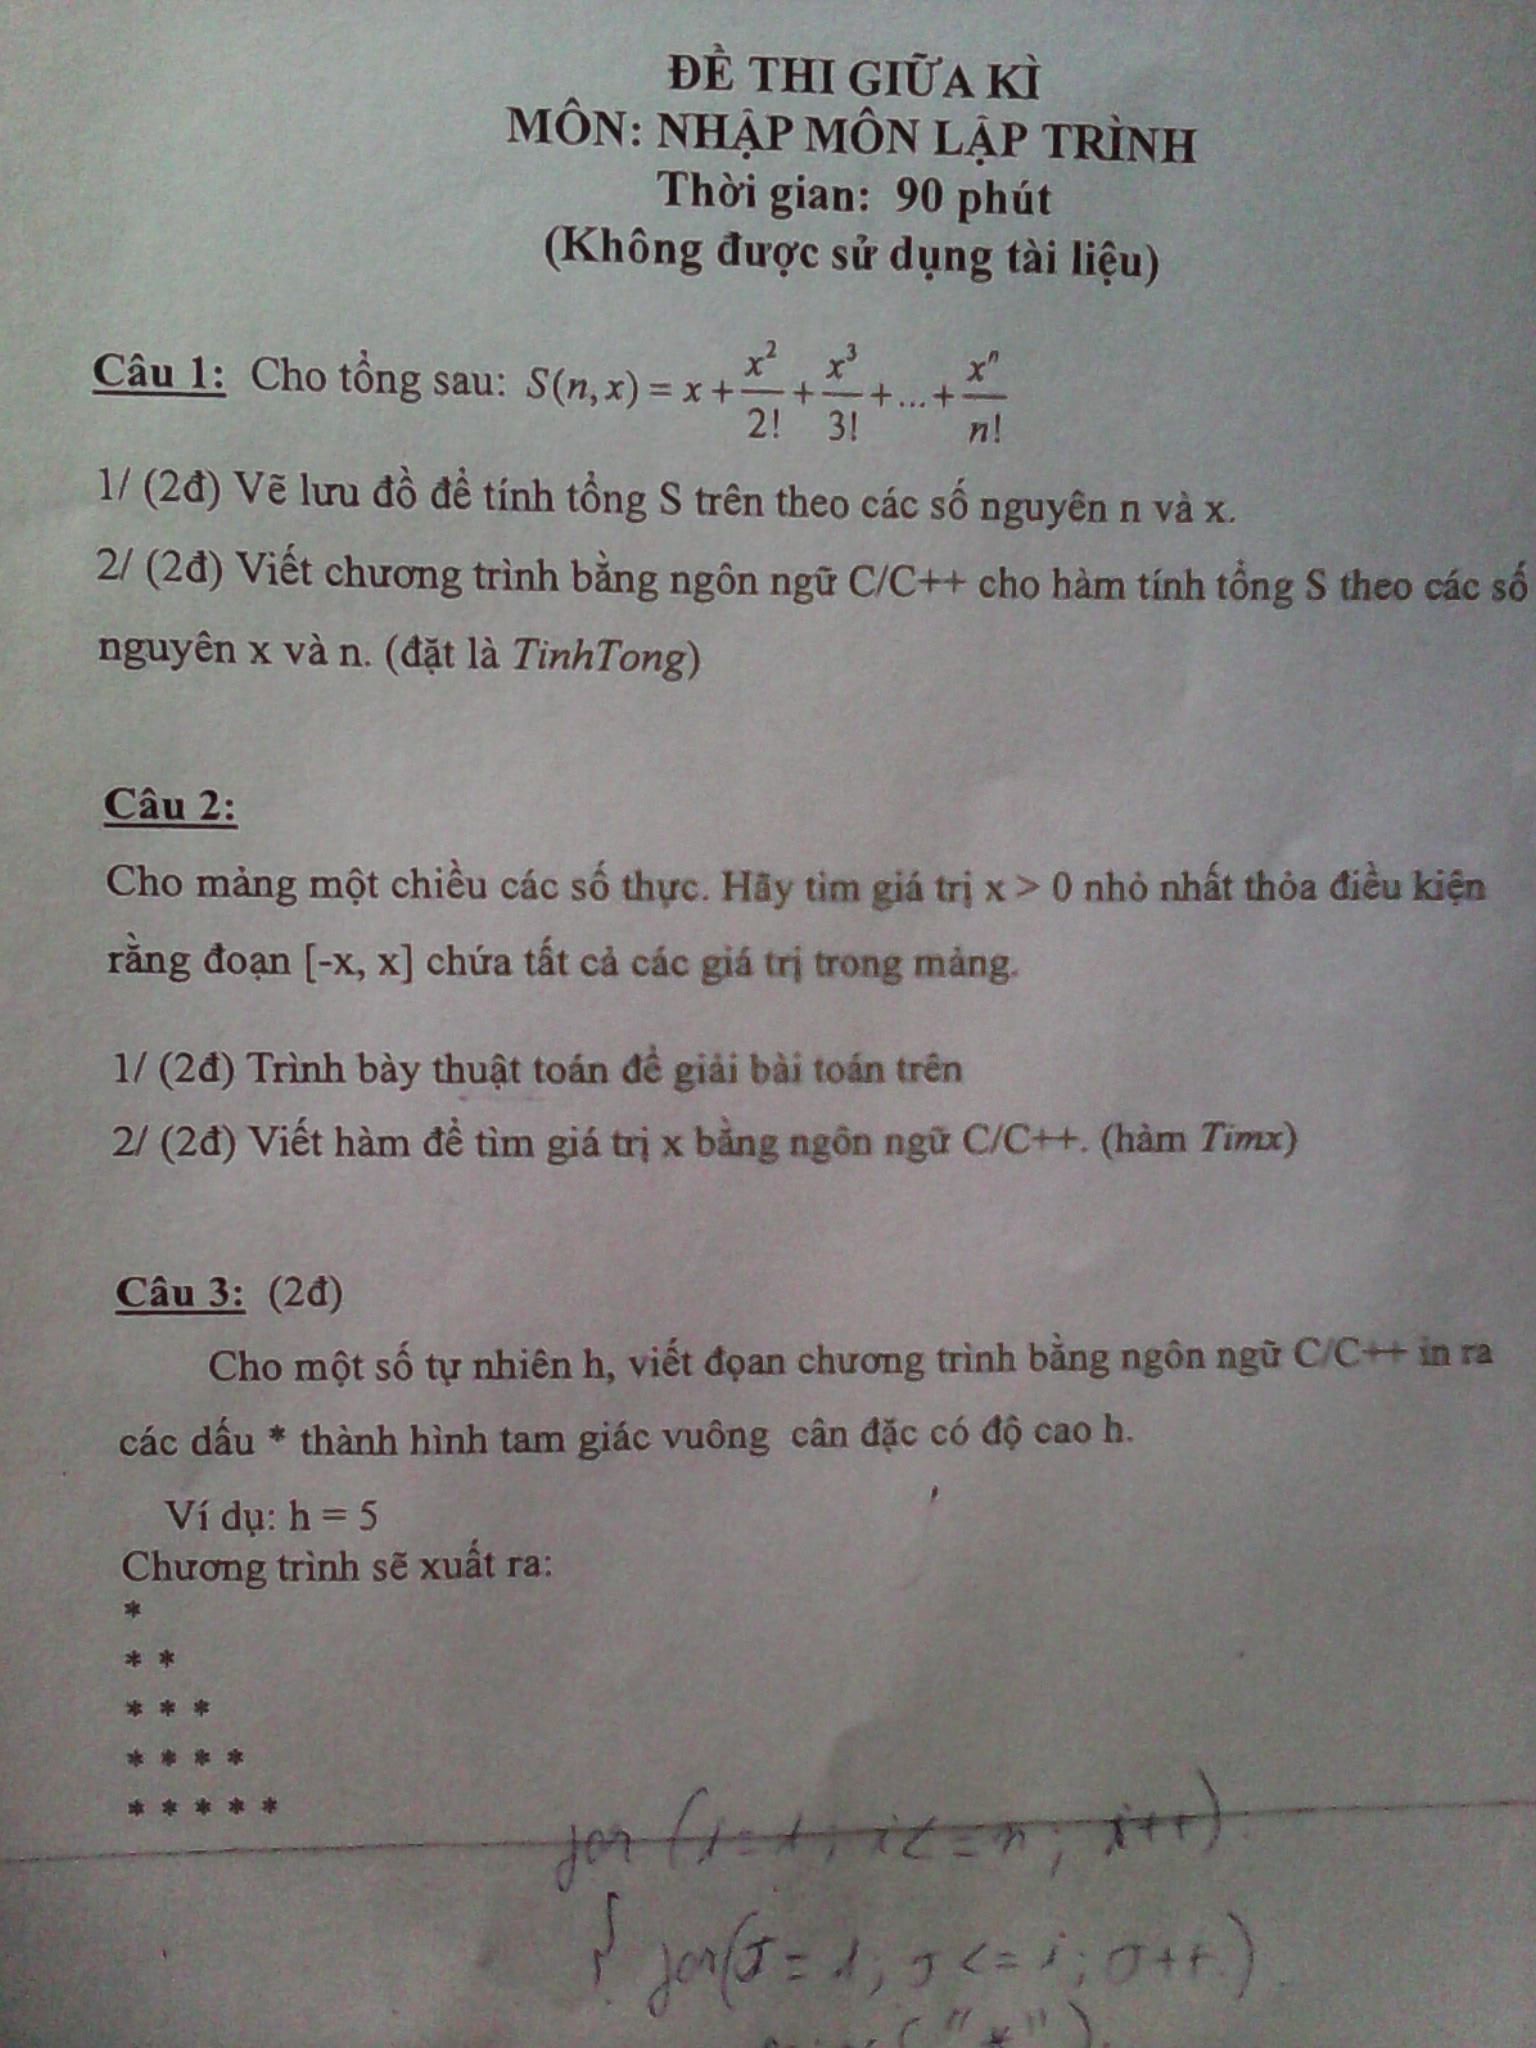 ĐỀ THI GIỮA KÌ
MÔN: NHẬP MÔN LẬP TRÌNH
Thời gian: 90 phút
(Không được sử dụng tài liệu)
Câu 1: Cho tổng sau: S(n,x) = x + x²/2! + x³/3! + ... + xⁿ/n!
1/ (2đ) Vẽ lưu đồ để tính tổng S trên theo các số nguyên n và x.
2/ (2đ) Viết chương trình bằng ngôn ngữ C/C++ cho hàm tính tổng S theo các số
nguyên x và n. (đặt là TinhTong)
Câu 2:
Cho mảng một chiều các số thực. Hãy tìm giá trị x > 0 nhỏ nhất thỏa điều kiện
rằng đoạn [-x, x] chứa tất cả các giá trị trong mảng.
1/ (2đ) Trình bày thuật toán để giải bài toán trên
2/ (2đ) Viết hàm để tìm giá trị x bằng ngôn ngữ C/C++. (hàm Timx)
Câu 3: (2đ)
Cho một số tự nhiên h, viết đọan chương trình bằng ngôn ngữ C/C++ in ra
các dấu * thành hình tam giác vuông cân đặc có độ cao h.
Ví dụ: h = 5
Chương trình sẽ xuất ra:
*
* *
* * *
* * * *
* * * * *
for (i=1; i<=n; i++)
{ for(J=1; J<=i; J++)
("*")